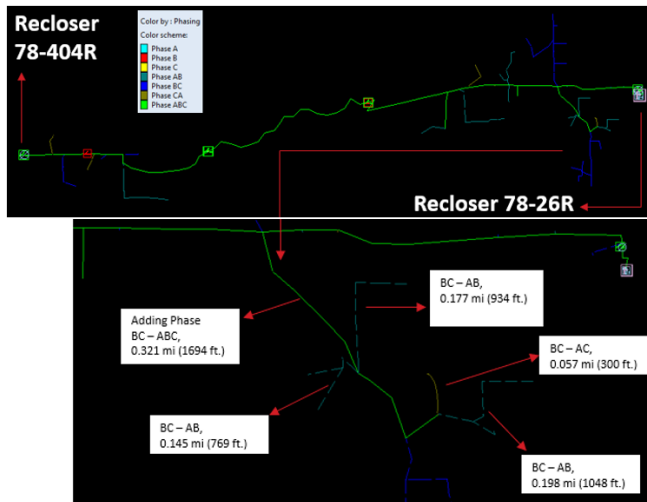 Recloser
78-404R
Color by : Phasing
Color scheme:
Phase A
Phase B
Phase C
Phase AB
Phase BC
Phase CA
Phase ABC
Recloser 78-26R
Adding Phase
BC – ABC,
0.321 mi (1694 ft.)
BC – AB,
0.177 mi (934 ft.)
BC – AC,
0.057 mi (300 ft.)
BC – AB,
0.145 mi (769 ft.)
BC – AB,
0.198 mi (1048 ft.)